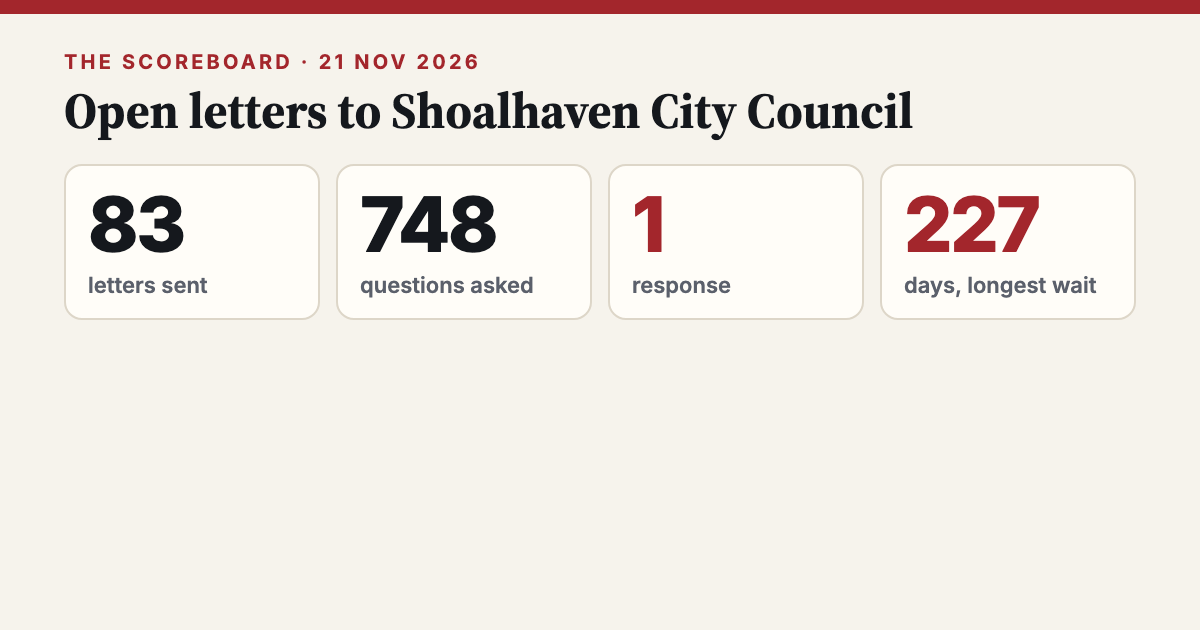 THE SCOREBOARD · 21 NOV 2026
Open letters to Shoalhaven City Council
83
letters sent
748
questions asked
1
response
227
days, longest wait